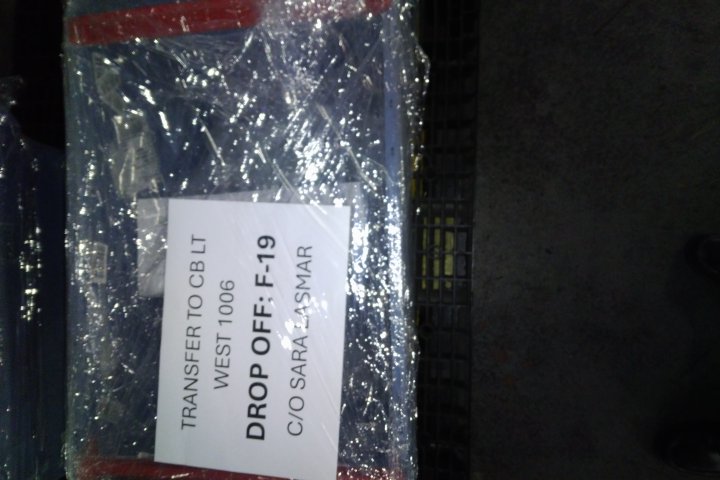 TRANSFER TO CB LT
WEST 1006
DROP OFF: F-19
C/O SARA LASMAR